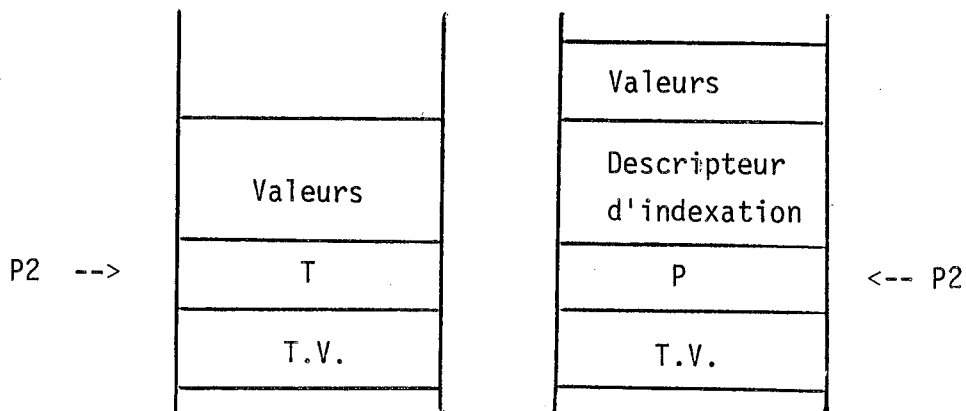 Valeurs
Descripteur
d'indexation
Valeurs
P2 --> T P <-- P2
T.V. T.V.